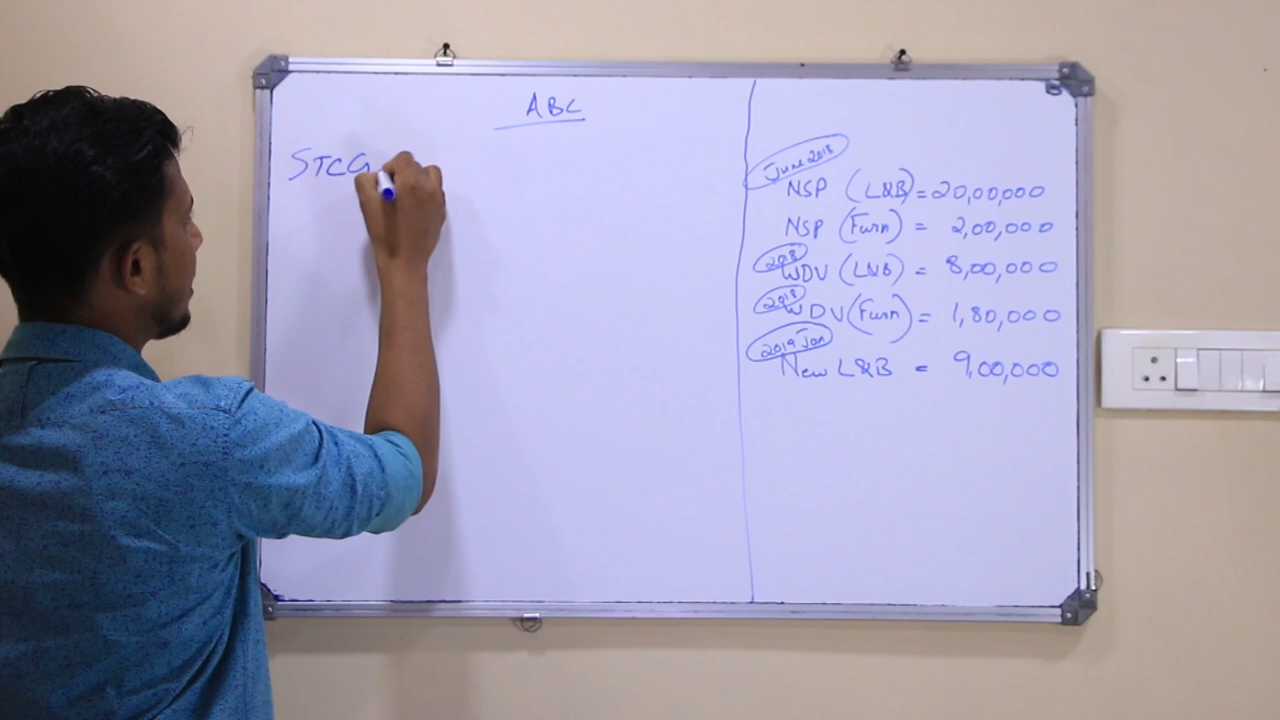 ABC
STCG
June 2018
NSP (L&B) = 20,00,000
NSP (Furn) = 2,00,000
2018
WDV (L&B) = 8,00,000
2018
WDV (Furn) = 1,80,000
2019 Jan
New L&B = 9,00,000